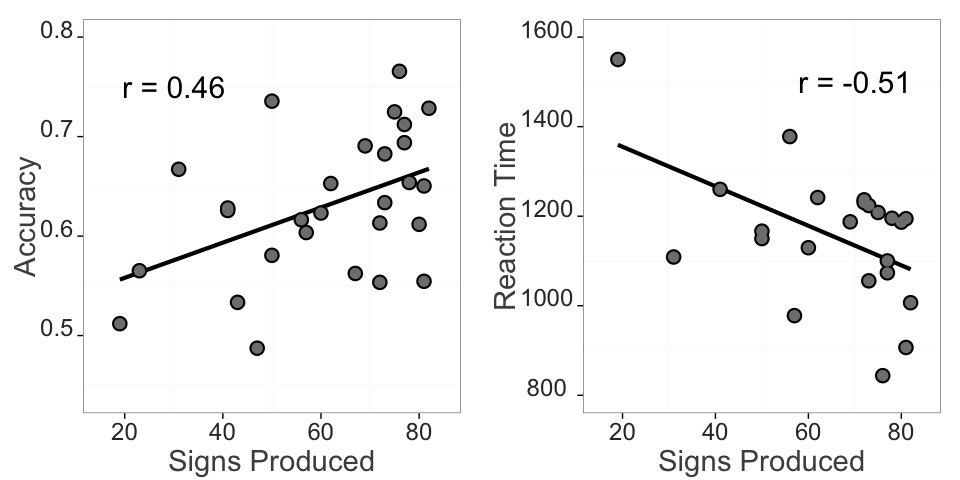 0.8
0.7
0.6
0.5
Accuracy
r = 0.46
20 40 60 80
Signs Produced
1600
1400
1200
1000
800
Reaction Time
r = -0.51
20 40 60 80
Signs Produced